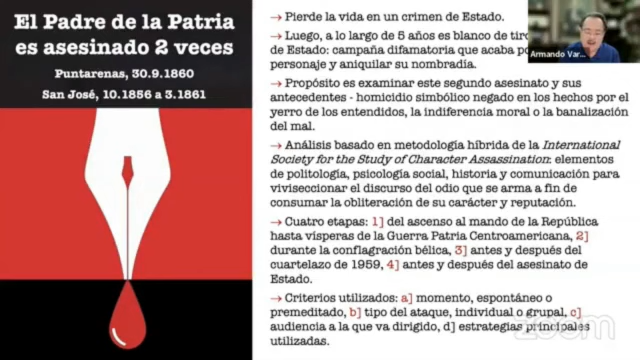 El Padre de la Patria
es asesinado 2 veces
Puntarenas, 30.9.1860
San José, 10.1856 a 3.1861
→ Pierde la vida en un crimen de Estado.
→ Luego, a lo largo de 5 años es blanco de
de Estado: campaña difamatoria que acaba
personaje y aniquilar su nombradía.
→ Propósito es examinar este segundo asesinato y sus
antecedentes - homicidio simbólico negado en los hechos por el
yerro de los entendidos, la indiferencia moral o la banalización
del mal.
→ Análisis basado en metodología híbrida de la International
Society for the Study of Character Assassination: elementos
de politología, psicología social, historia y comunicación para
viviseccionar el discurso del odio que se arma a fin de
consumar la obliteración de su carácter y reputación.
→ Cuatro etapas: 1] del ascenso al mando de la República
hasta vísperas de la Guerra Patria Centroamericana, 2]
durante la conflagración bélica, 3] antes y después del
cuartelazo de 1959, 4] antes y después del asesinato de
Estado.
→ Criterios utilizados: a] momento, espontáneo o
premeditado, b] tipo del ataque, individual o grupal, c]
audiencia a la que va dirigido, d] estrategias principales
utilizadas.
Armando Var...
zoom